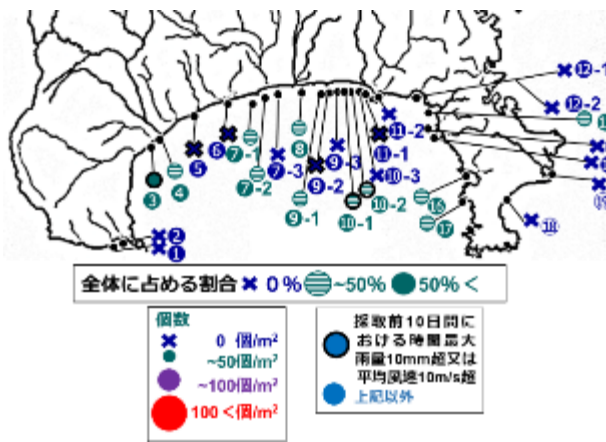 ⑫-1
⑫-2
⑪-2
⑪-1
⑥
⑦-1
⑧
⑨-3
⑤
⑦-3
⑩-3
④
⑦-2
⑨-2
③
⑨-1
⑩-1
⑩-2
⑯
⑰
⑱
②
①
全体に占める割合 × 0% ~50% 50%<
個数
× 0 個/m²
~50個/m²
~100個/m²
100<個/m²
採取前10日間に
おける時間最大
雨量10mm超又は
平均風速10m/s超
上記以外